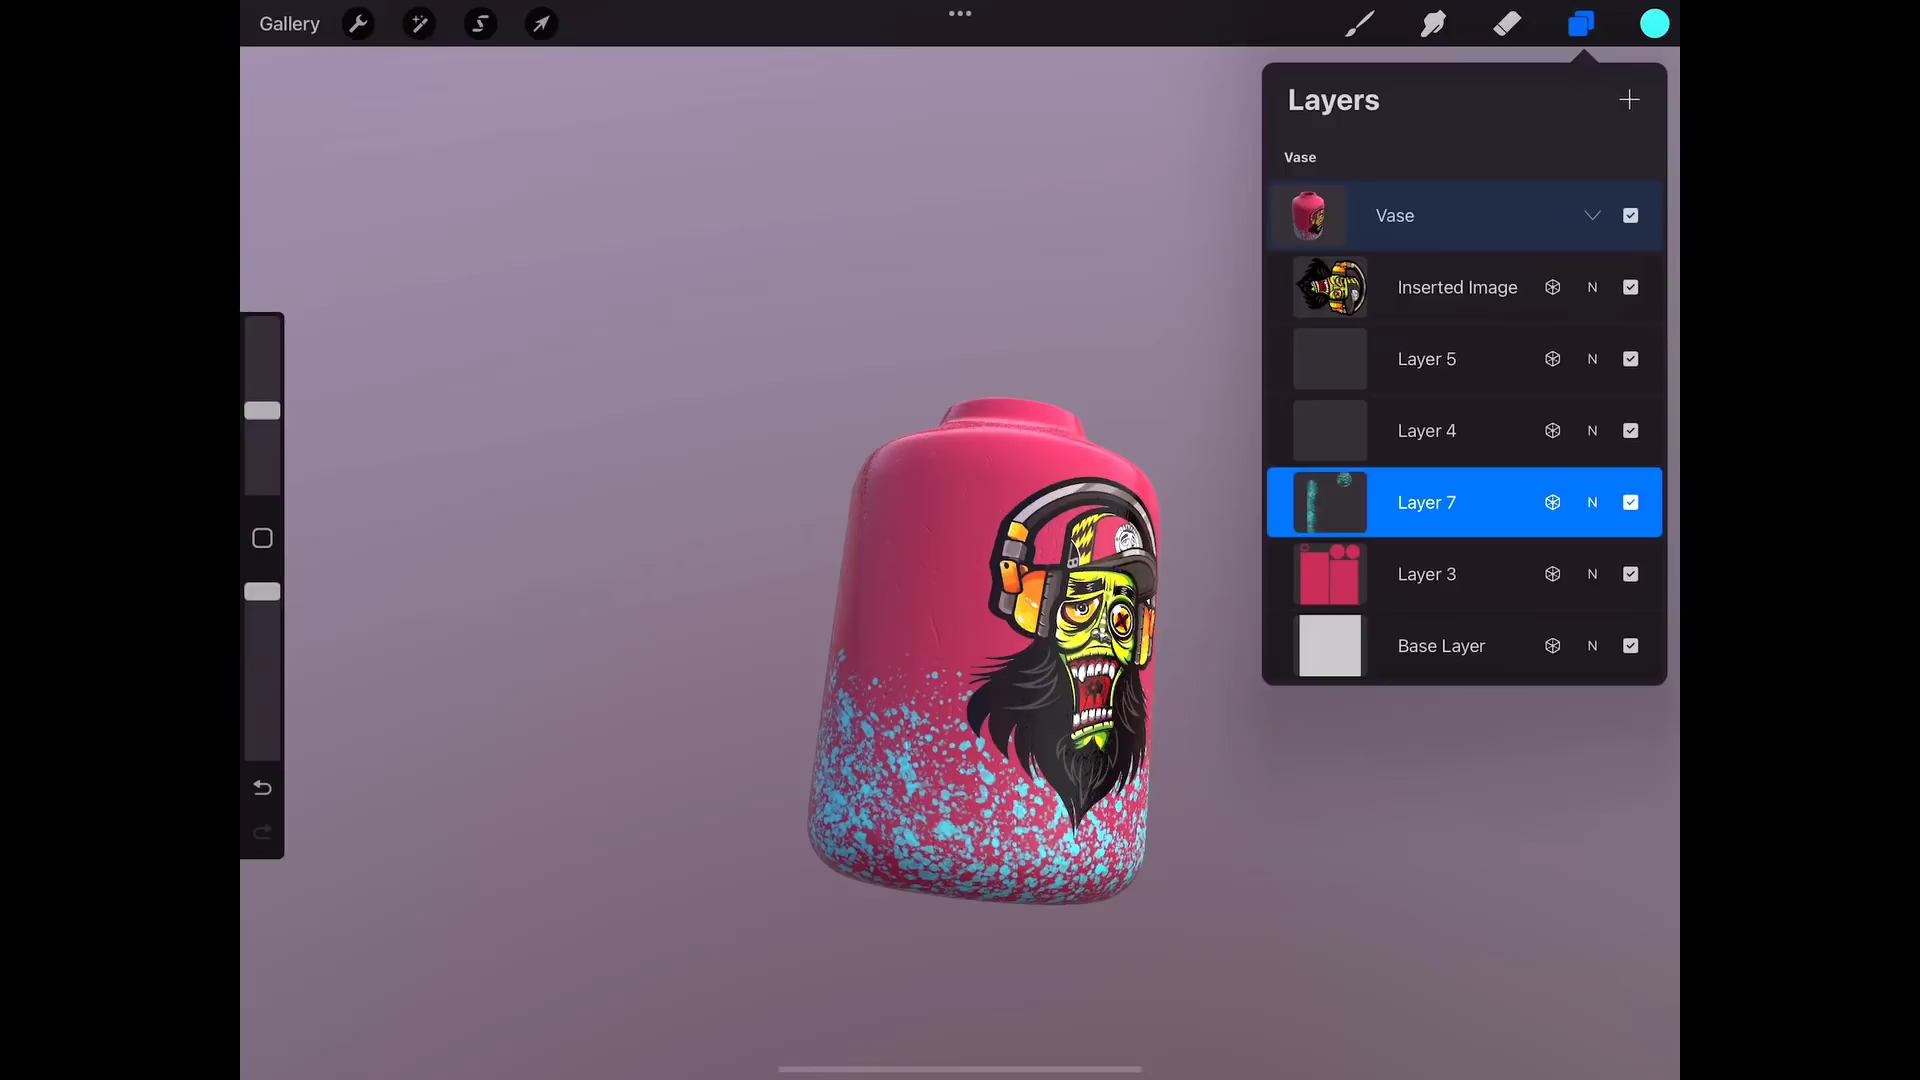 Gallery
Layers
Vase
Vase
Inserted Image N
Layer 5 N
Layer 4 N
Layer 7 N
Layer 3 N
Base Layer N